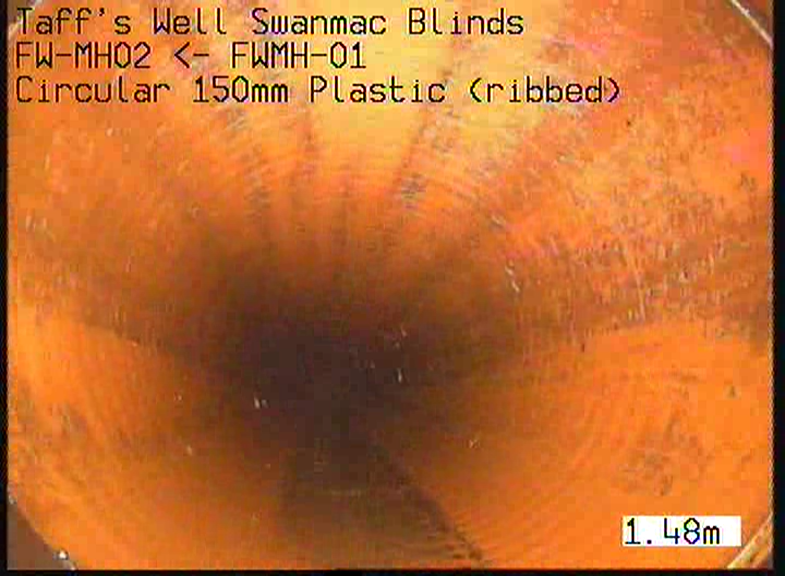 Taff's Well Swanmac Blinds
FW-MH02 <- FWMH-01
Circular 150mm Plastic (ribbed)
1.48m